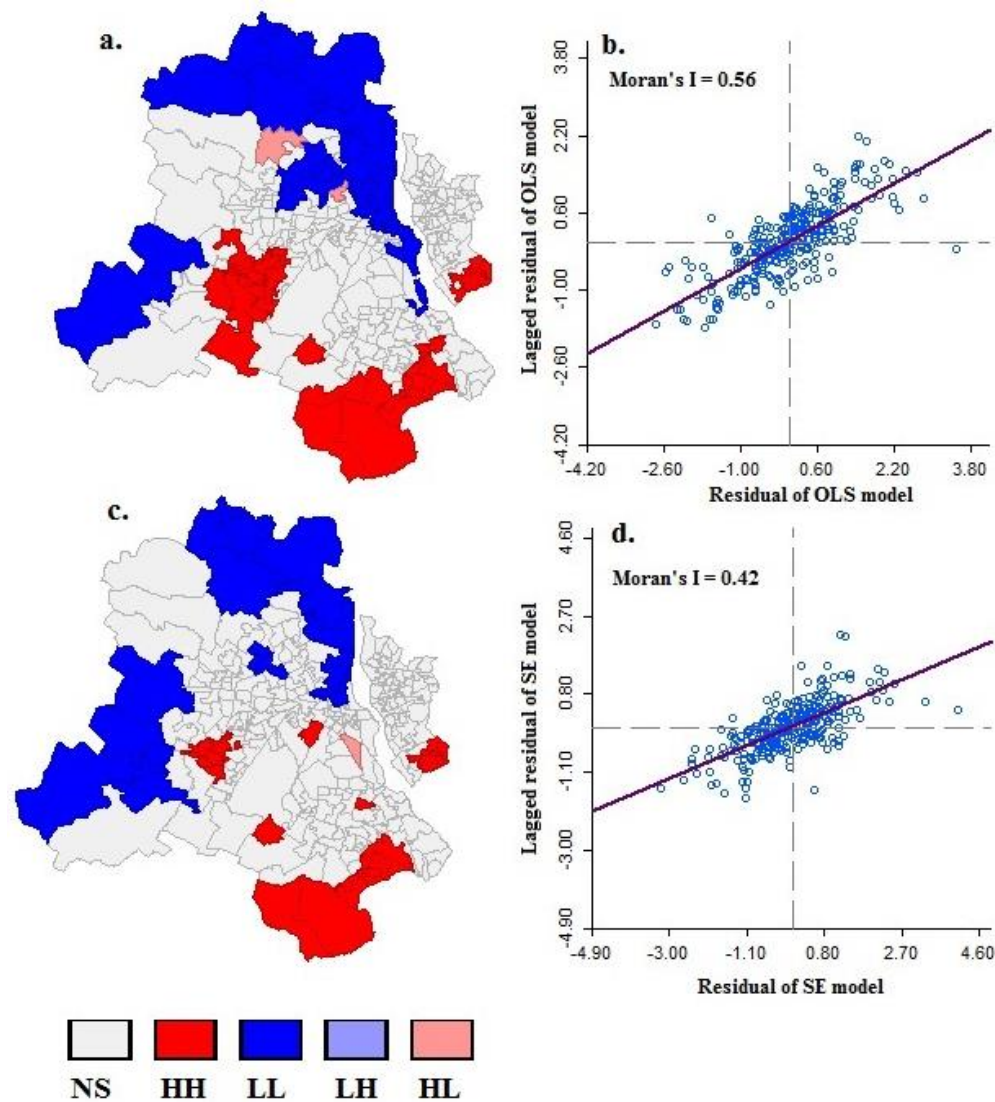 a.
b.
Moran's I = 0.56
3.80
2.20
0.60
-1.00
-2.60
-4.20
Lagged residual of OLS model
-4.20 -2.60 -1.00 0.60 2.20 3.80
Residual of OLS model
c.
d.
Moran's I = 0.42
4.60
2.70
0.80
-1.10
-3.00
-4.90
Lagged residual of SE model
-4.90 -3.00 -1.10 0.80 2.70 4.60
Residual of SE model
NS HH LL LH HL